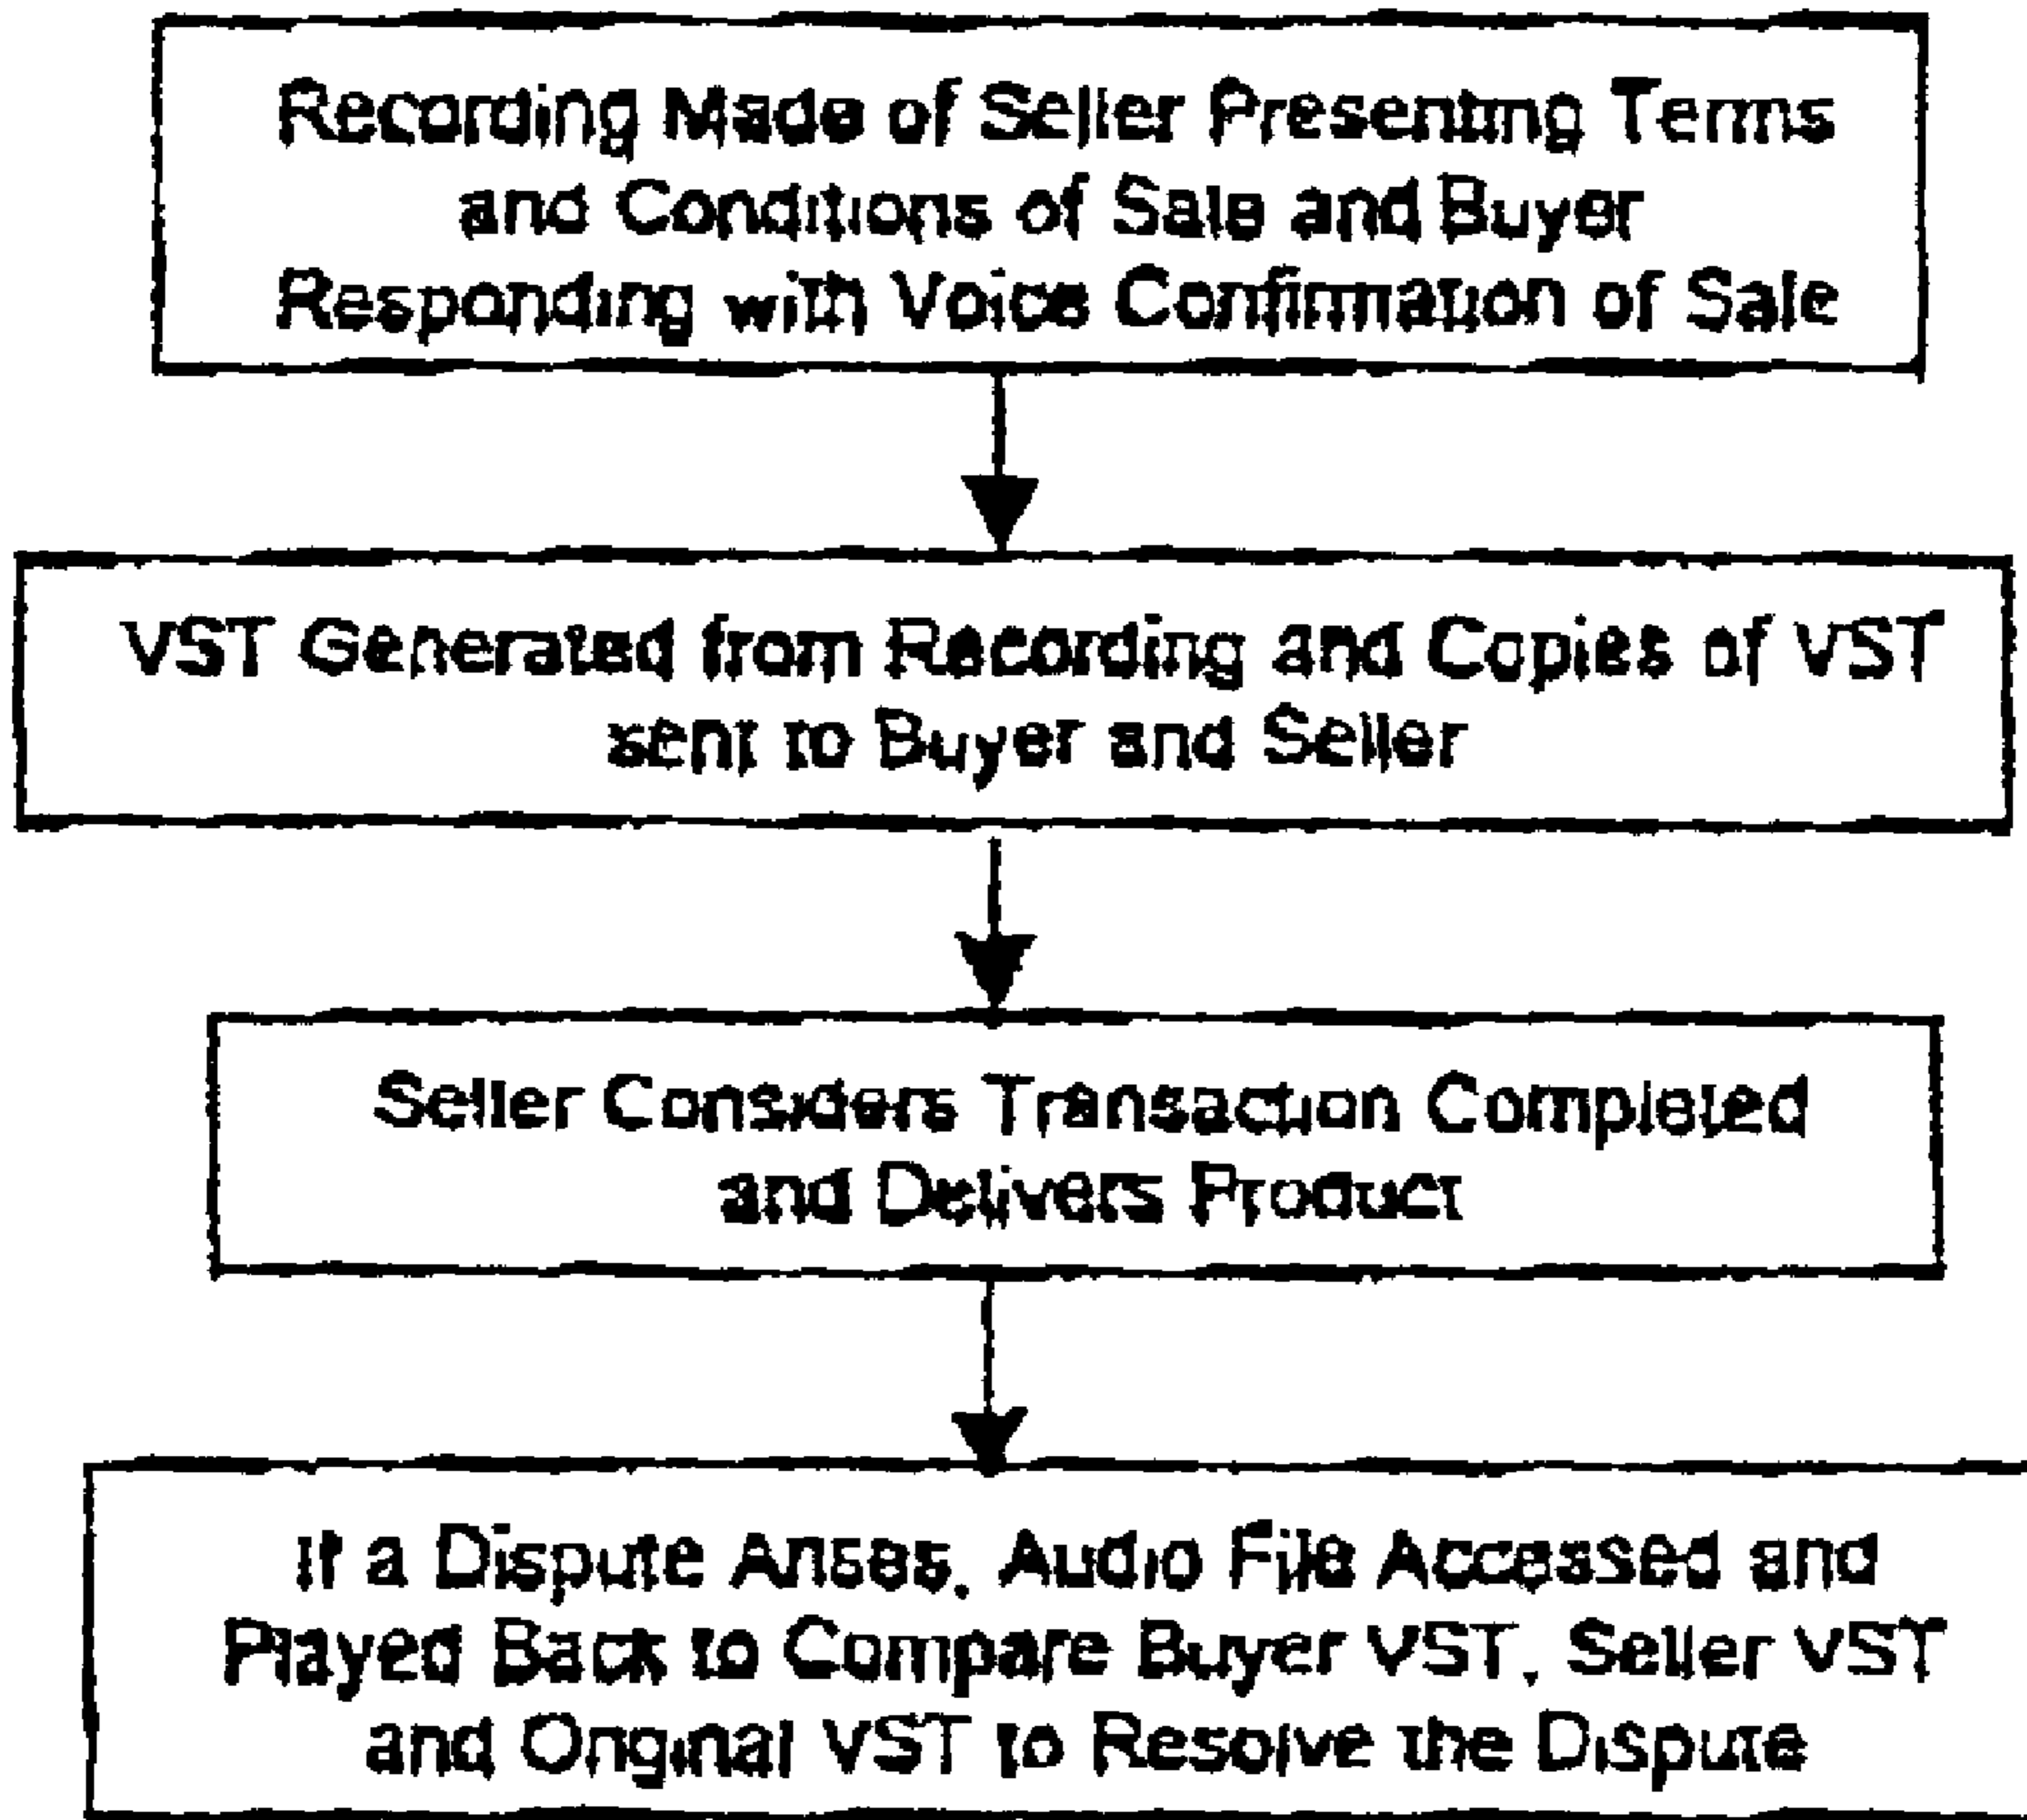 Recording Made of Seller Presenting Terms
and Conditions of Sale and Buyer
Responding with Voice Confirmation of Sale
VST Generated from Recording and Copies of VST
sent to Buyer and Seller
Seller Considers Transaction Completed
and Delivers Product
If a Dispute Arises, Audio File Accessed and
Played Back to Compare Buyer VST, Seller VST
and Original VST to Resolve the Dispute